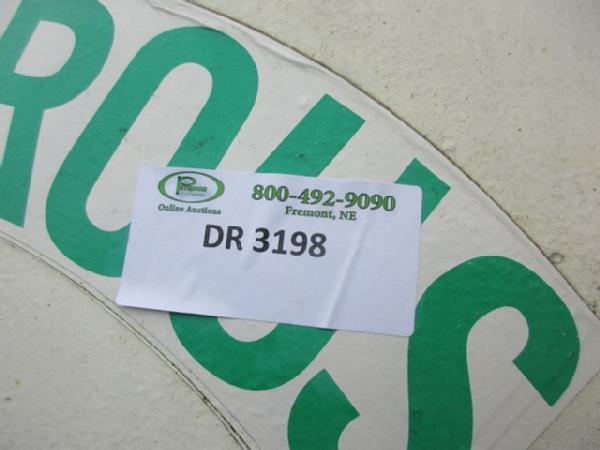 ROUS
Online Auctions
800-492-9090
Fremont, NE
DR 3198